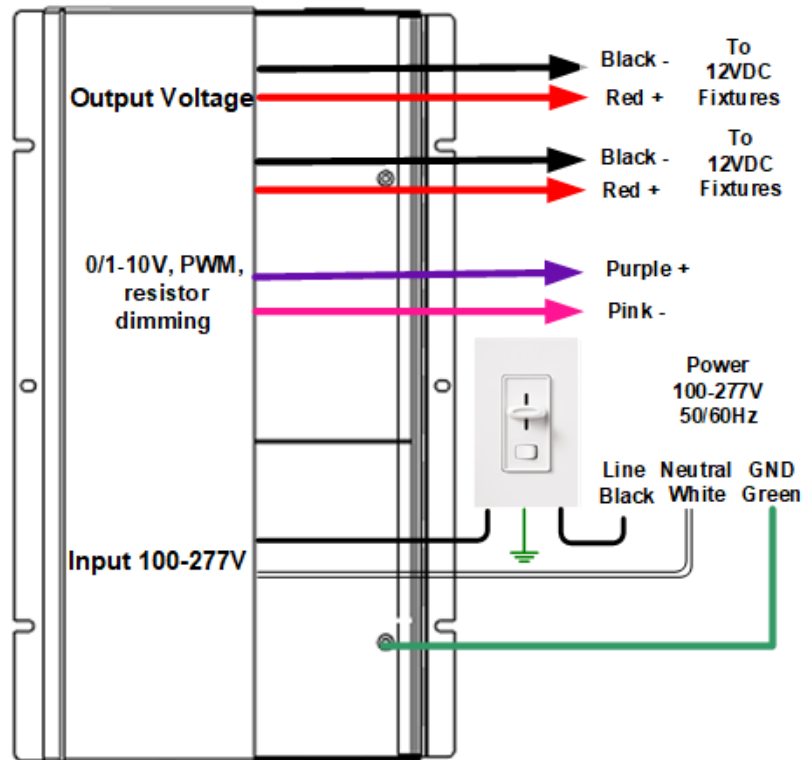 Output Voltage
Black -
Red +
To
12VDC
Fixtures
Black -
Red +
To
12VDC
Fixtures
0/1-10V, PWM,
resistor
dimming
Purple +
Pink -
Power
100-277V
50/60Hz
Line
Black
Neutral
White
GND
Green
Input 100-277V